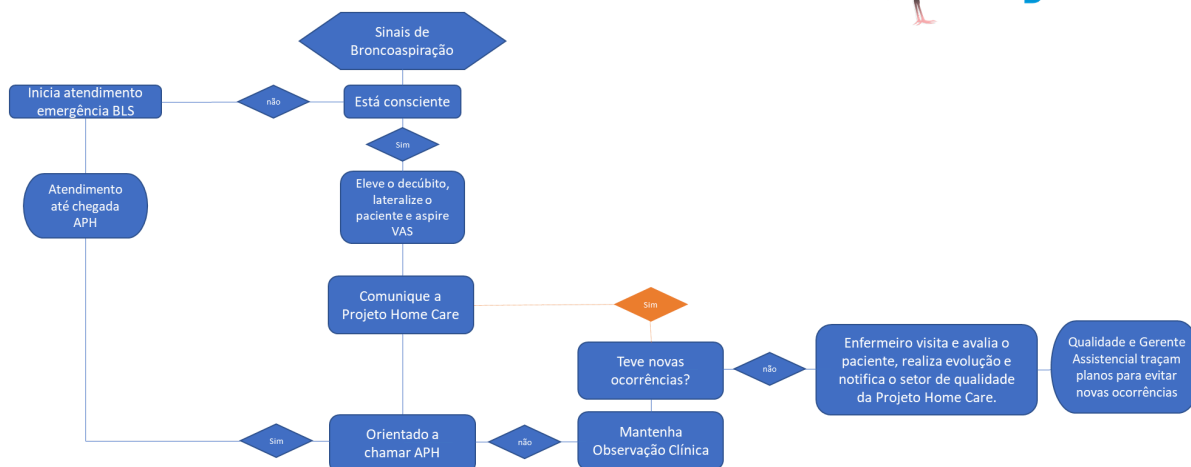 Sinais de
Broncoaspiração
Inicia atendimento
emergência BLS
não
Está consciente
Sim
Atendimento
até chegada
APH
Eleve o decúbito,
lateralize o
paciente e aspire
VAS
Comunique a
Projeto Home Care
Sim
Teve novas
ocorrências?
não
Enfermeiro visita e avalia o
paciente, realiza evolução e
notifica o setor de qualidade
da Projeto Home Care.
Qualidade e Gerente
Assistencial traçam
planos para evitar
novas ocorrências
Sim
Orientado a
chamar APH
não
Mantenha
Observação Clínica